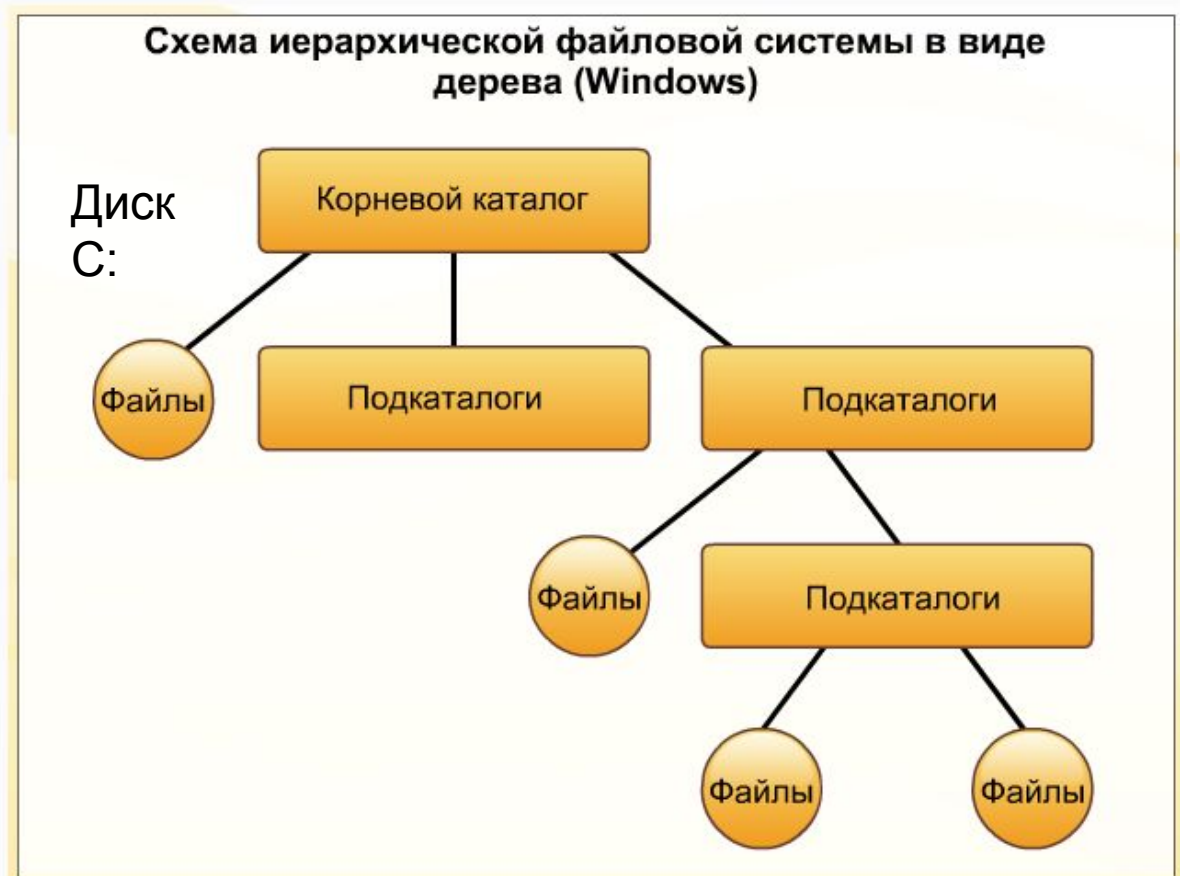 Схема иерархической файловой системы в виде
дерева (Windows)
Диск
С:
Корневой каталог
Файлы
Подкаталоги
Подкаталоги
Файлы
Подкаталоги
Файлы
Файлы